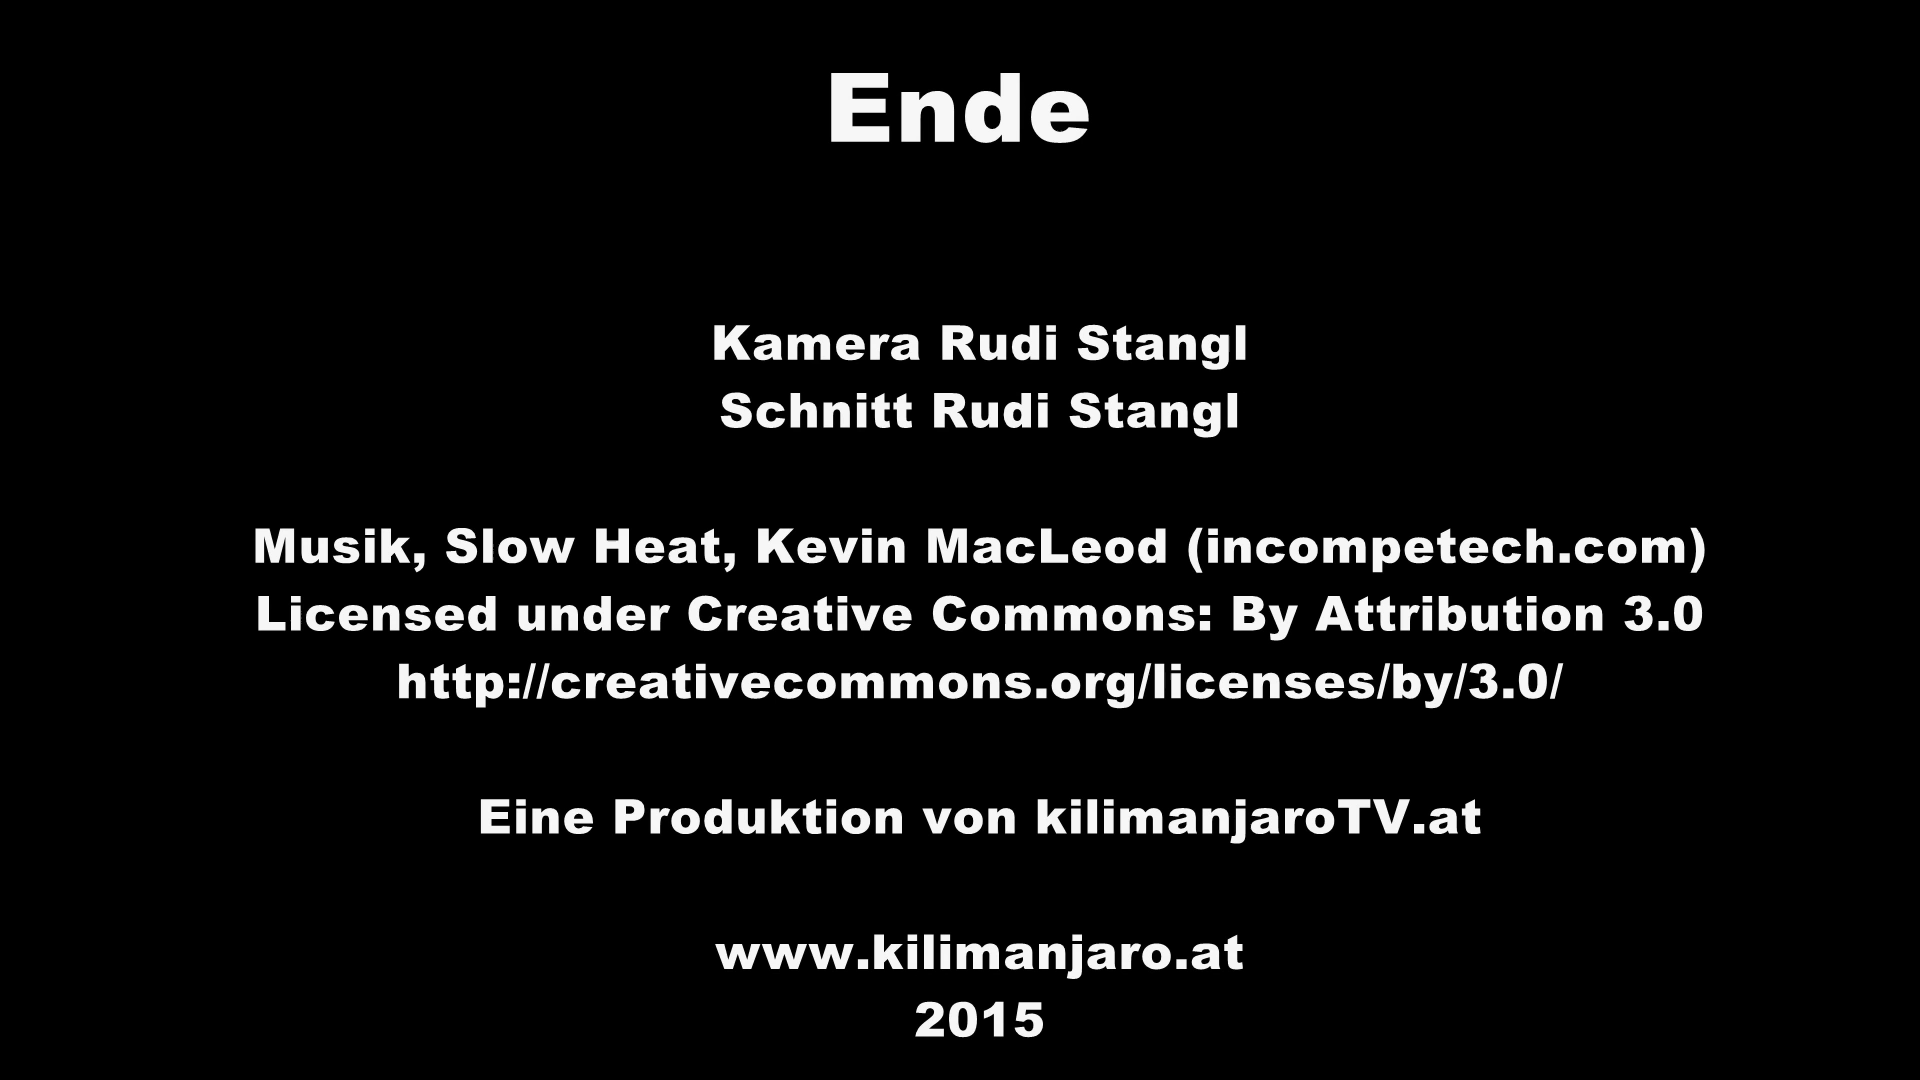 Ende
Kamera Rudi Stangl
Schnitt Rudi Stangl
Musik, Slow Heat, Kevin MacLeod (incompetech.com)
Licensed under Creative Commons: By Attribution 3.0
http://creativecommons.org/licenses/by/3.0/
Eine Produktion von kilimanjaroTV.at
www.kilimanjaro.at
2015